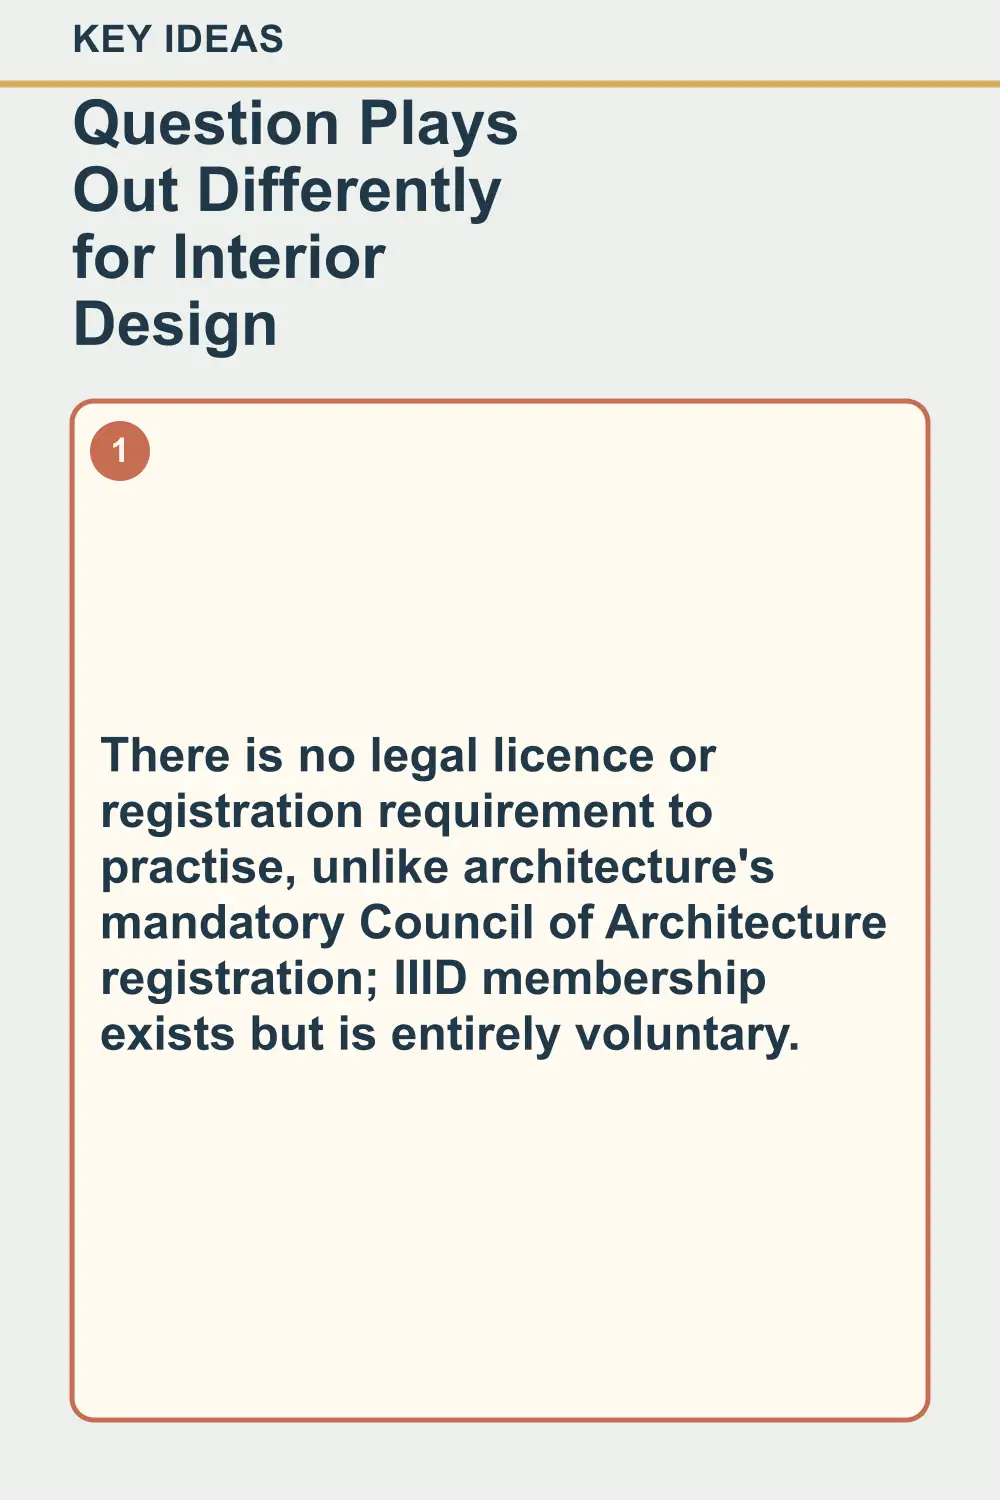 KEY IDEAS
Question Plays
Out Differently
for Interior
Design
1
There is no legal licence or
registration requirement to
practise, unlike architecture's
mandatory Council of Architecture
registration; IIID membership
exists but is entirely voluntary.